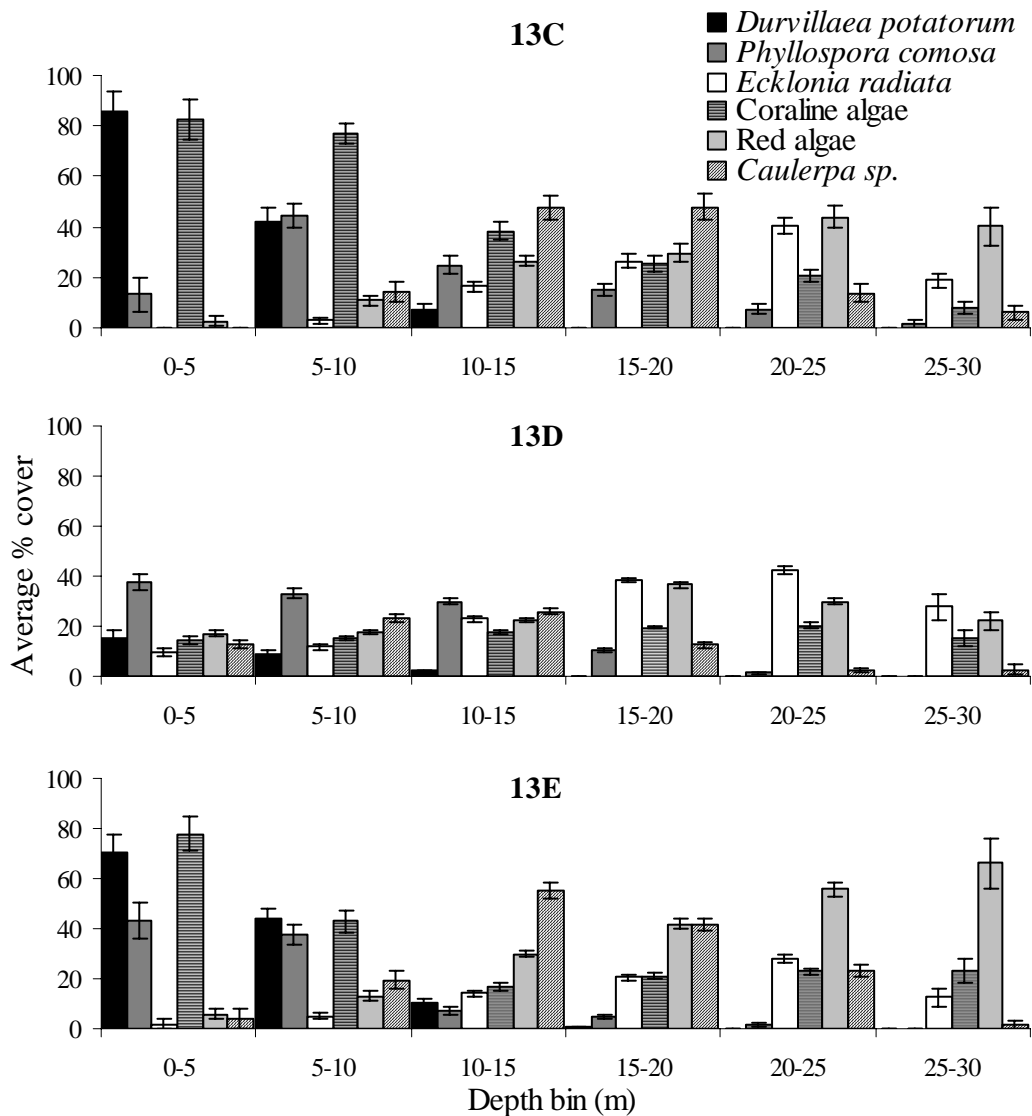 13C
Durvillaea potatorum
Phyllospora comosa
Ecklonia radiata
Coraline algae
Red algae
Caulerpa sp.
100
80
60
40
20
0
0-5 5-10 10-15 15-20 20-25 25-30
13D
100
80
60
40
20
0
0-5 5-10 10-15 15-20 20-25 25-30
Average % cover
13E
100
80
60
40
20
0
0-5 5-10 10-15 15-20 20-25 25-30
Depth bin (m)